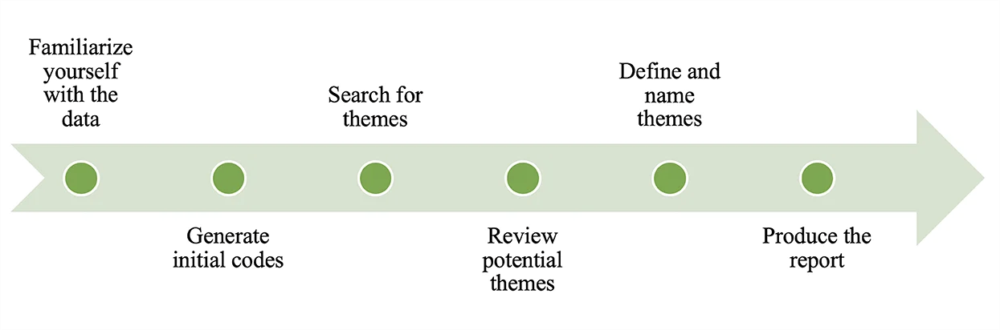 Familiarize
yourself
with the
data
Generate
initial codes
Search for
themes
Review
potential
themes
Define and
name
themes
Produce the
report